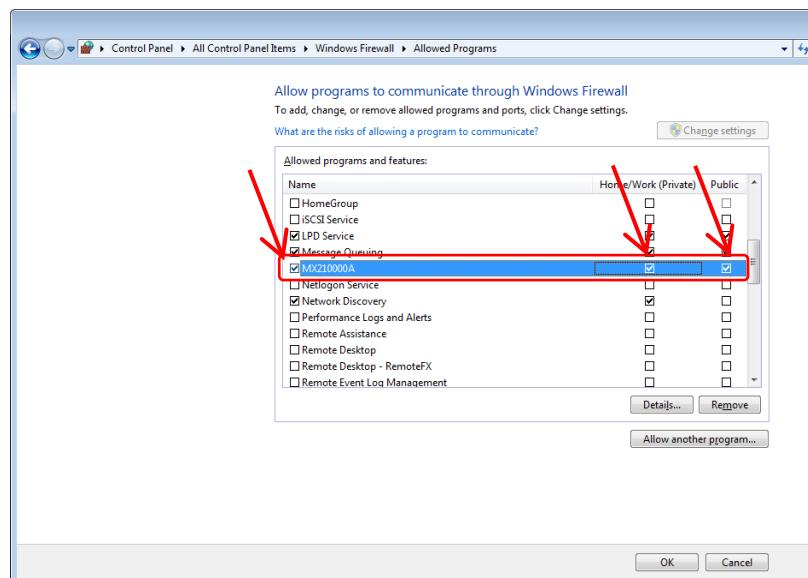 Control Panel ▸ All Control Panel Items ▸ Windows Firewall ▸ Allowed Programs
Allow programs to communicate through Windows Firewall
To add, change, or remove allowed programs and ports, click Change settings.
What are the risks of allowing a program to communicate?
Change settings
Allowed programs and features:
Name Home/Work (Private) Public
HomeGroup
iSCSI Service
LPD Service
Message Queuing
MX210000A
Netlogon Service
Network Discovery
Performance Logs and Alerts
Remote Assistance
Remote Desktop
Remote Desktop - RemoteFX
Remote Event Log Management
Details... Remove
Allow another program...
OK Cancel